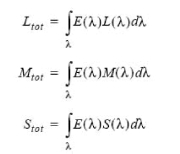 L_tot = ∫_λ E(λ)L(λ)dλ
M_tot = ∫_λ E(λ)M(λ)dλ
S_tot = ∫_λ E(λ)S(λ)dλ